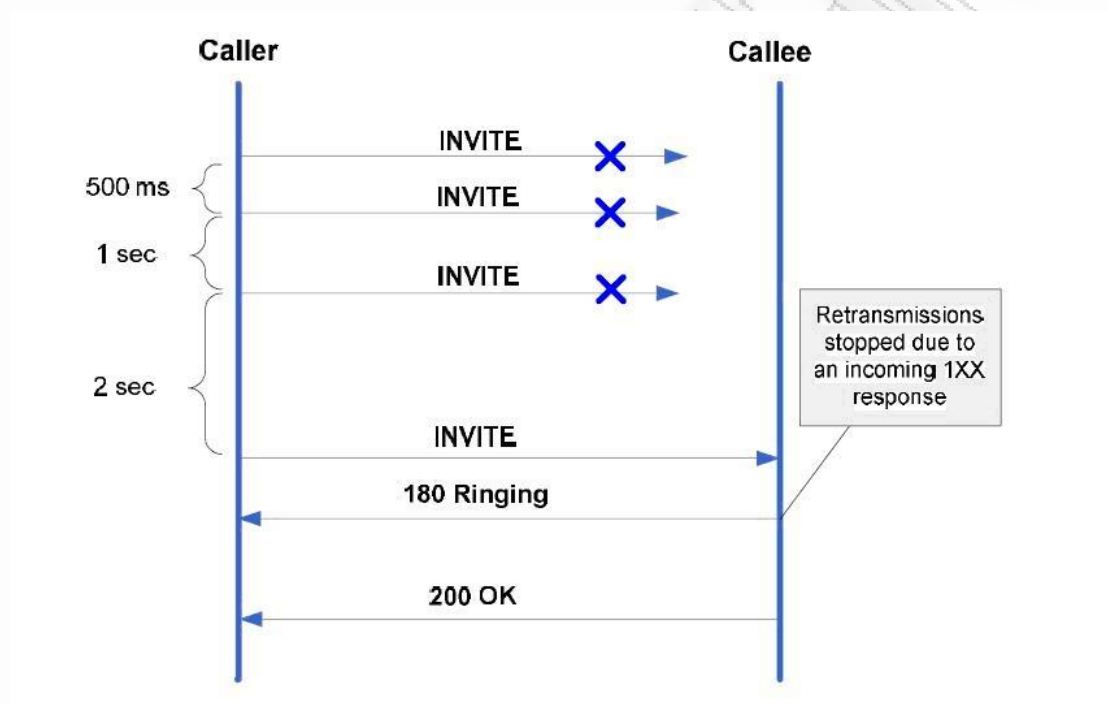 Caller
Callee
INVITE
500 ms
INVITE
1 sec
INVITE
Retransmissions
stopped due to
an incoming 1XX
response
2 sec
INVITE
180 Ringing
200 OK